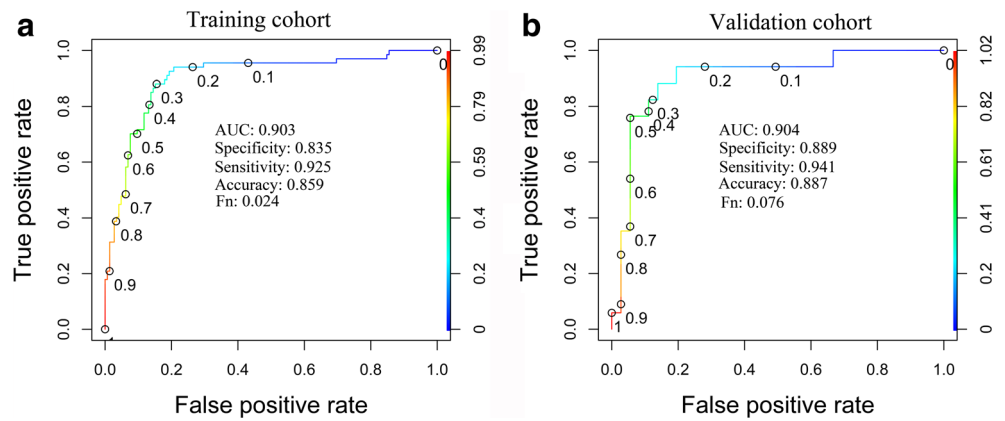 a
Training cohort
True positive rate
0.0 0.2 0.4 0.6 0.8 1.0
0 0.2 0.4 0.59 0.79 0.99
0
0.1
0.2
0.3
0.4
0.5
0.6
0.7
0.8
0.9
AUC: 0.903
Specificity: 0.835
Sensitivity: 0.925
Accuracy: 0.859
Fn: 0.024
0.0 0.2 0.4 0.6 0.8 1.0
False positive rate
b
Validation cohort
True positive rate
0.0 0.2 0.4 0.6 0.8 1.0
0 0.2 0.41 0.61 0.82 1.02
0
0.1
0.2
0.3
0.4
0.5
0.6
0.7
0.8
0.9
1
AUC: 0.904
Specificity: 0.889
Sensitivity: 0.941
Accuracy: 0.887
Fn: 0.076
0.0 0.2 0.4 0.6 0.8 1.0
False positive rate